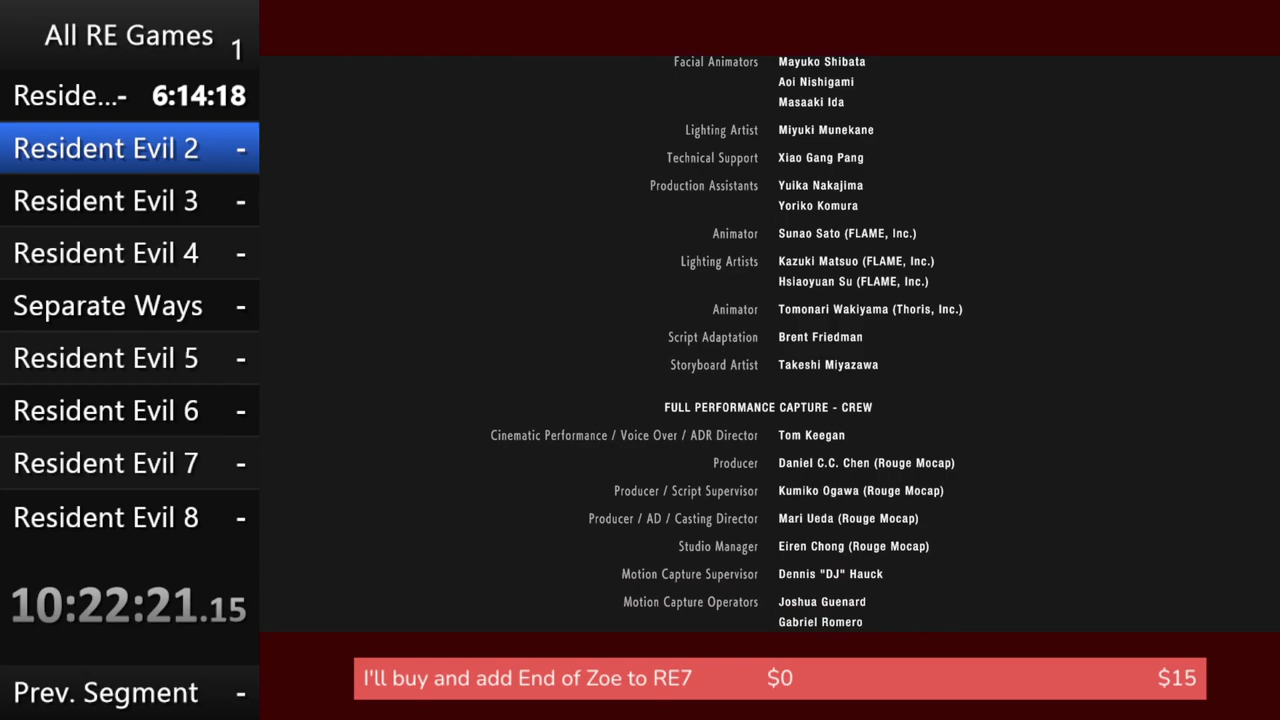 All RE Games
1
Reside...- 6:14:18
Resident Evil 2 -
Resident Evil 3 -
Resident Evil 4 -
Separate Ways -
Resident Evil 5 -
Resident Evil 6 -
Resident Evil 7 -
Resident Evil 8 -
10:22:21.15
Prev. Segment -
Facial Animators Mayuko Shibata
Aoi Nishigami
Masaaki Ida
Lighting Artist Miyuki Munekane
Technical Support Xiao Gang Pang
Production Assistants Yuika Nakajima
Yoriko Komura
Animator Sunao Sato (FLAME, Inc.)
Lighting Artists Kazuki Matsuo (FLAME, Inc.)
Hsiaoyuan Su (FLAME, Inc.)
Animator Tomonari Wakiyama (Thoris, Inc.)
Script Adaptation Brent Friedman
Storyboard Artist Takeshi Miyazawa
FULL PERFORMANCE CAPTURE - CREW
Cinematic Performance / Voice Over / ADR Director Tom Keegan
Producer Daniel C.C. Chen (Rouge Mocap)
Producer / Script Supervisor Kumiko Ogawa (Rouge Mocap)
Producer / AD / Casting Director Mari Ueda (Rouge Mocap)
Studio Manager Eiren Chong (Rouge Mocap)
Motion Capture Supervisor Dennis "DJ" Hauck
Motion Capture Operators Joshua Guenard
Gabriel Romero
I'll buy and add End of Zoe to RE7 $0 $15